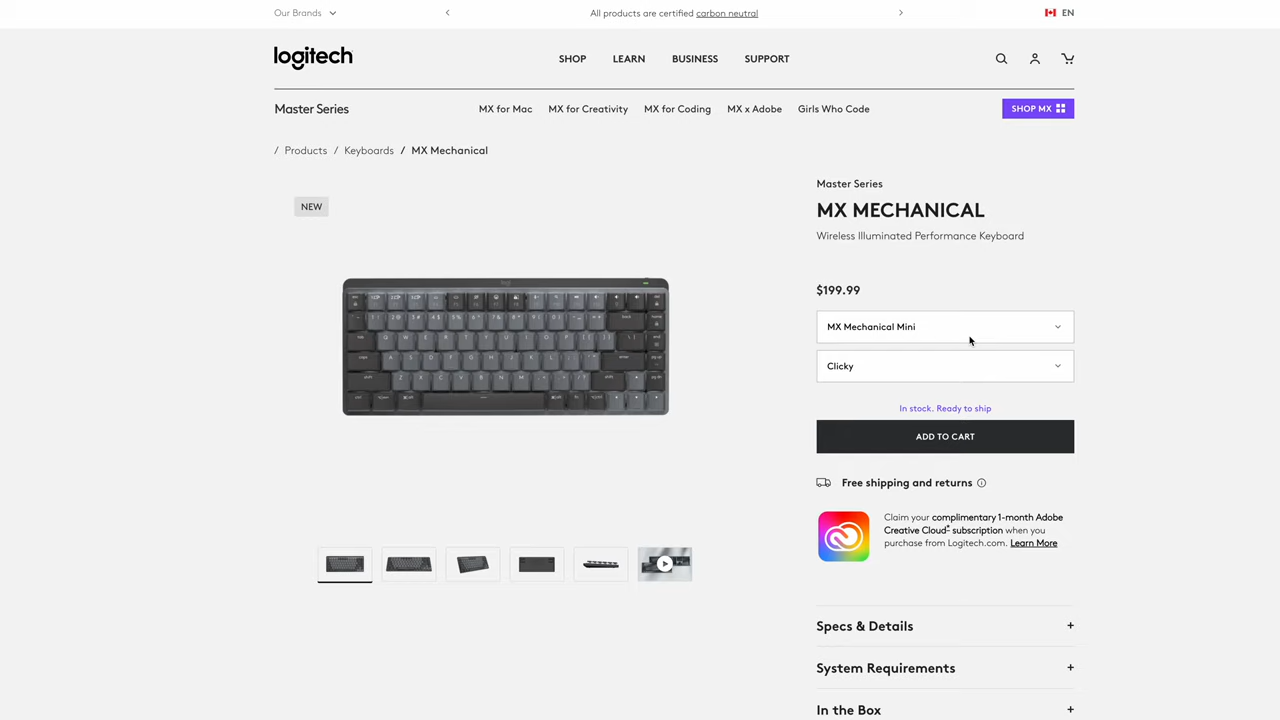 Our Brands
All products are certified carbon neutral
EN
logitech
SHOP
LEARN
BUSINESS
SUPPORT
Master Series
MX for Mac
MX for Creativity
MX for Coding
MX x Adobe
Girls Who Code
SHOP MX
/ Products / Keyboards / MX Mechanical
NEW
Master Series
MX MECHANICAL
Wireless Illuminated Performance Keyboard
$199.99
MX Mechanical Mini
Clicky
In stock. Ready to ship
ADD TO CART
Free shipping and returns
Claim your complimentary 1-month Adobe
Creative Cloud* subscription when you
purchase from Logitech.com. Learn More
Specs & Details +
System Requirements +
In the Box +